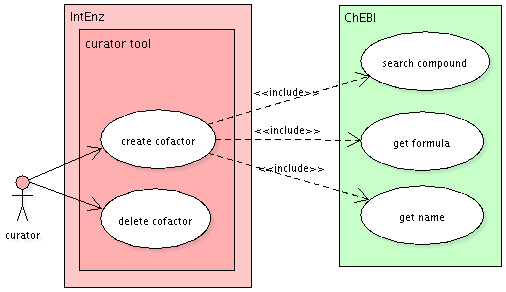 IntEnz
ChEBI
curator tool
search compound
<<include>>
create cofactor
<<include>>
get formula
<<include>>
delete cofactor
get name
curator